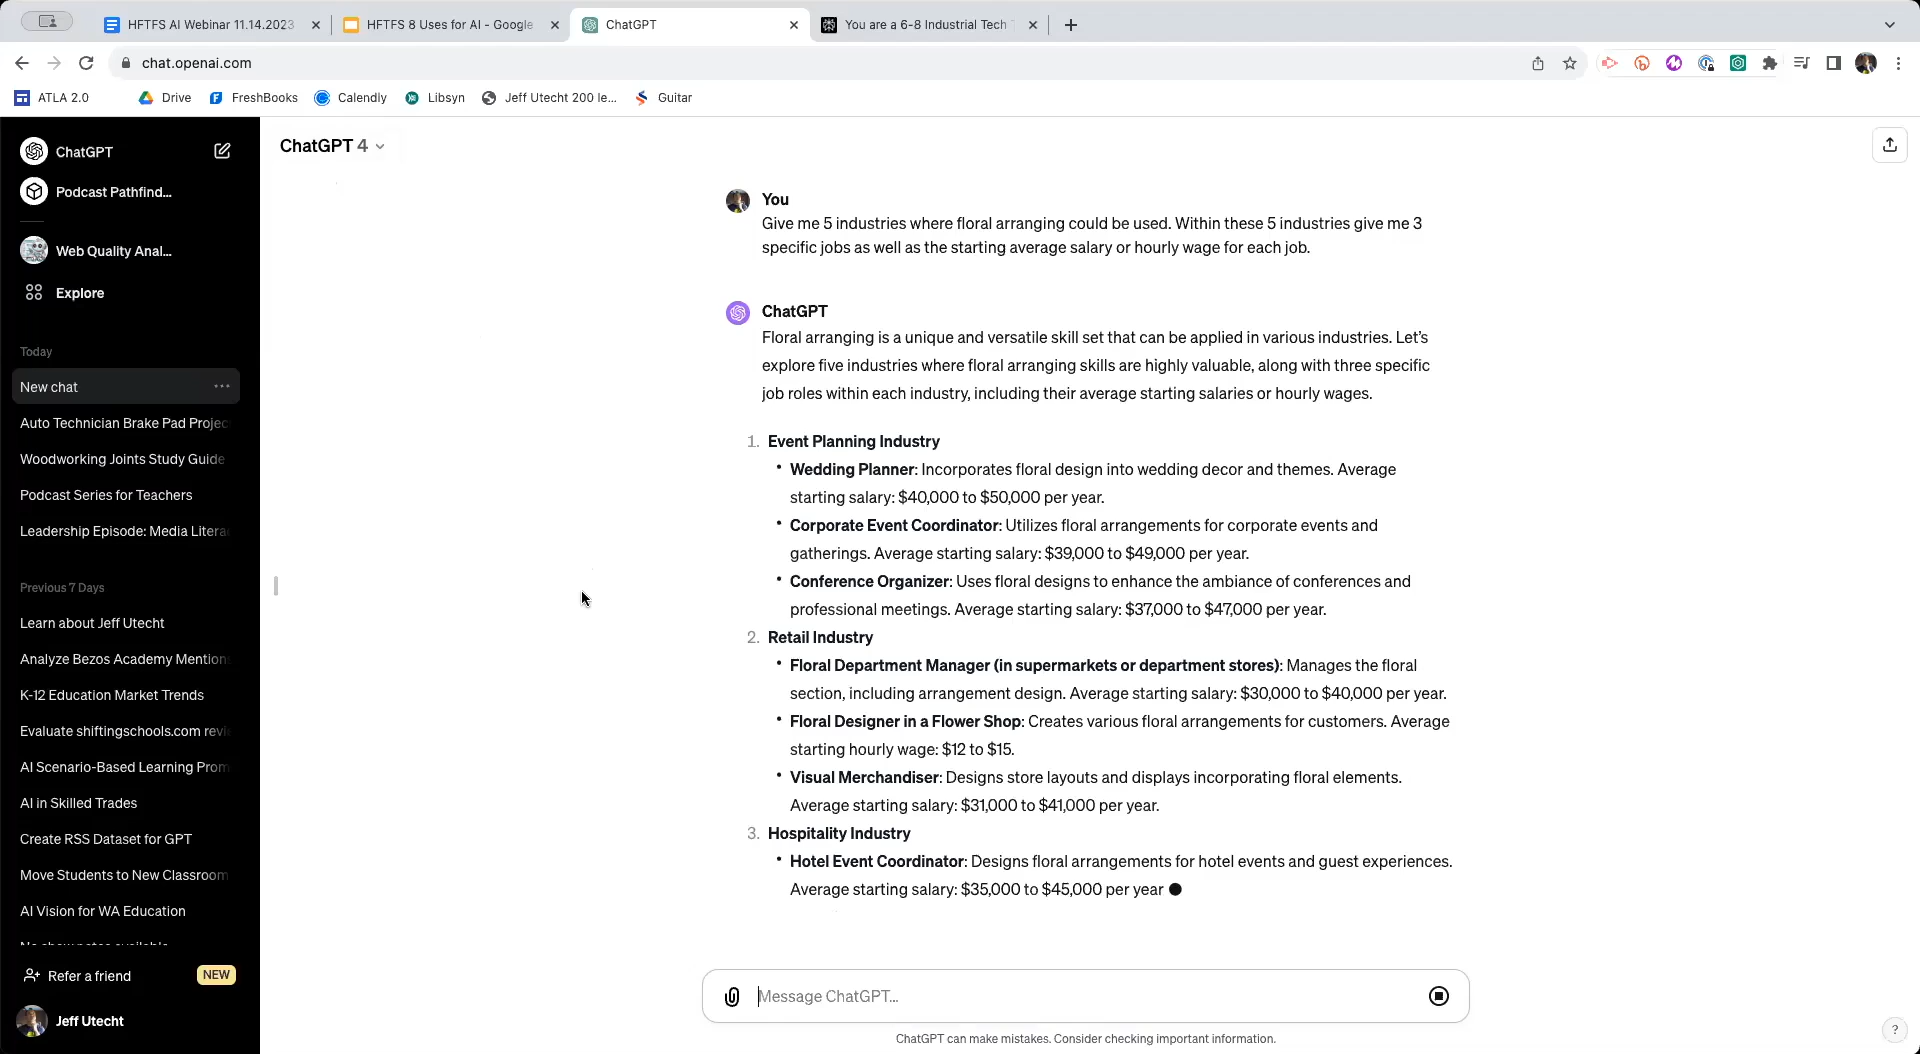 HFTFS AI Webinar 11.14.2023
HFTFS 8 Uses for AI - Google
ChatGPT
You are a 6-8 Industrial Tech
chat.openai.com
ATLA 2.0
Drive
FreshBooks
Calendly
Libsyn
Jeff Utecht 200 le...
Guitar
ChatGPT
Podcast Pathfind...
Web Quality Anal...
Explore
Today
New chat
Auto Technician Brake Pad Projec
Woodworking Joints Study Guide
Podcast Series for Teachers
Leadership Episode: Media Litera
Previous 7 Days
Learn about Jeff Utecht
Analyze Bezos Academy Mention
K-12 Education Market Trends
Evaluate shiftingschools.com revi
AI Scenario-Based Learning Prom
AI in Skilled Trades
Create RSS Dataset for GPT
Move Students to New Classroom
AI Vision for WA Education
Refer a friend
NEW
Jeff Utecht
ChatGPT 4
You
Give me 5 industries where floral arranging could be used. Within these 5 industries give me 3
specific jobs as well as the starting average salary or hourly wage for each job.
ChatGPT
Floral arranging is a unique and versatile skill set that can be applied in various industries. Let's
explore five industries where floral arranging skills are highly valuable, along with three specific
job roles within each industry, including their average starting salaries or hourly wages.
1. Event Planning Industry
• Wedding Planner: Incorporates floral design into wedding decor and themes. Average
starting salary: $40,000 to $50,000 per year.
• Corporate Event Coordinator: Utilizes floral arrangements for corporate events and
gatherings. Average starting salary: $39,000 to $49,000 per year.
• Conference Organizer: Uses floral designs to enhance the ambiance of conferences and
professional meetings. Average starting salary: $37,000 to $47,000 per year.
2. Retail Industry
• Floral Department Manager (in supermarkets or department stores): Manages the floral
section, including arrangement design. Average starting salary: $30,000 to $40,000 per year.
• Floral Designer in a Flower Shop: Creates various floral arrangements for customers. Average
starting hourly wage: $12 to $15.
• Visual Merchandiser: Designs store layouts and displays incorporating floral elements.
Average starting salary: $31,000 to $41,000 per year.
3. Hospitality Industry
• Hotel Event Coordinator: Designs floral arrangements for hotel events and guest experiences.
Average starting salary: $35,000 to $45,000 per year
Message ChatGPT...
ChatGPT can make mistakes. Consider checking important information.
?